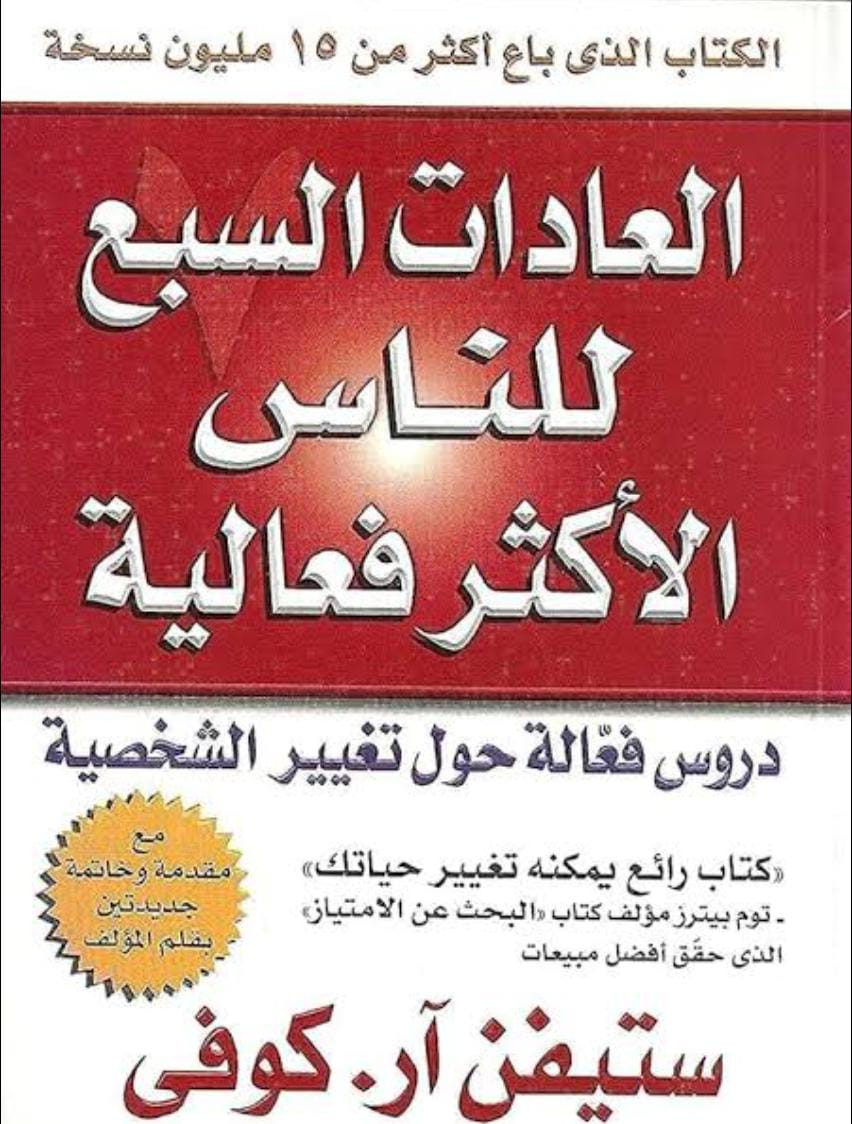 الكتاب الذى باع أكثر من ١٥ مليون نسخة
العادات السبع
للناس
الأكثر فعالية
دروس فعّالة حول تغيير الشخصية
«كتاب رائع يمكنه تغيير حياتك»
ـ توم بيترز مؤلف كتاب «البحث عن الامتياز»
الذى حقَّق أفضل مبيعات
مع
مقدمة وخاتمة
جديدتين
بقلم المؤلف
ستيفن آر. كوفى